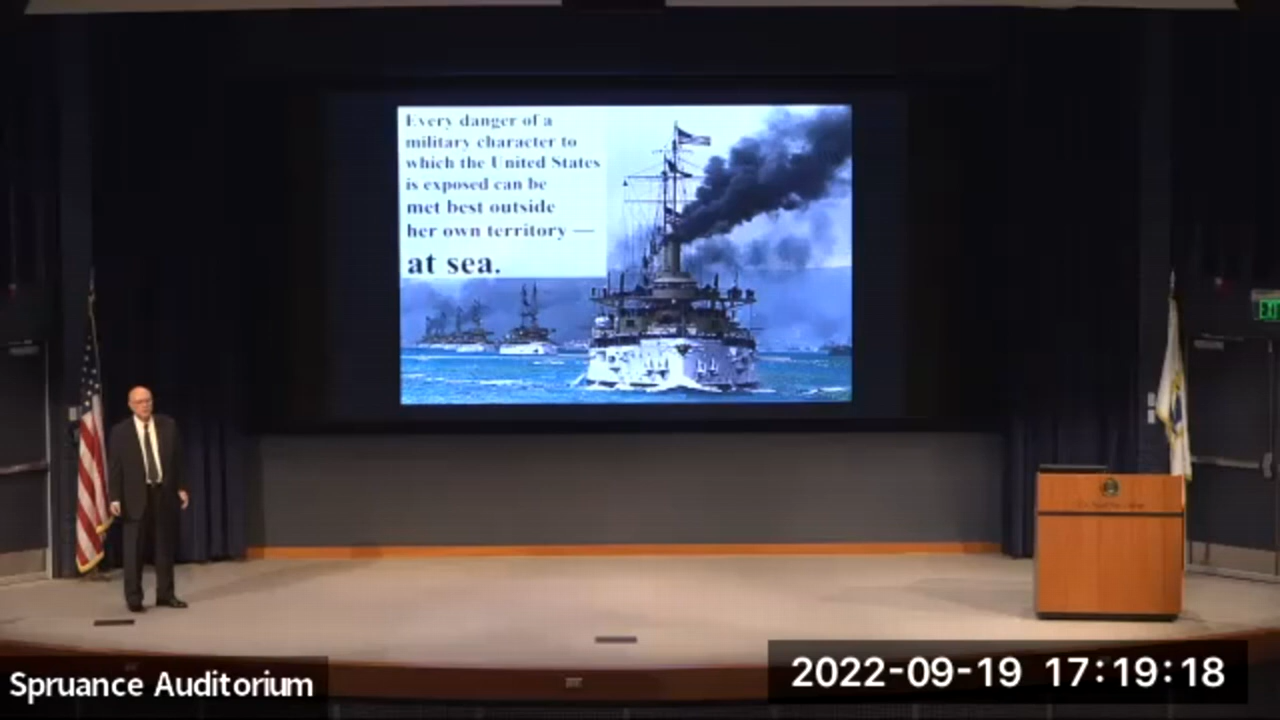 Every danger of a
military character to
which the United States
is exposed can be
met best outside
her own territory —
at sea.
EXIT
Spruance Auditorium
2022-09-19 17:19:18